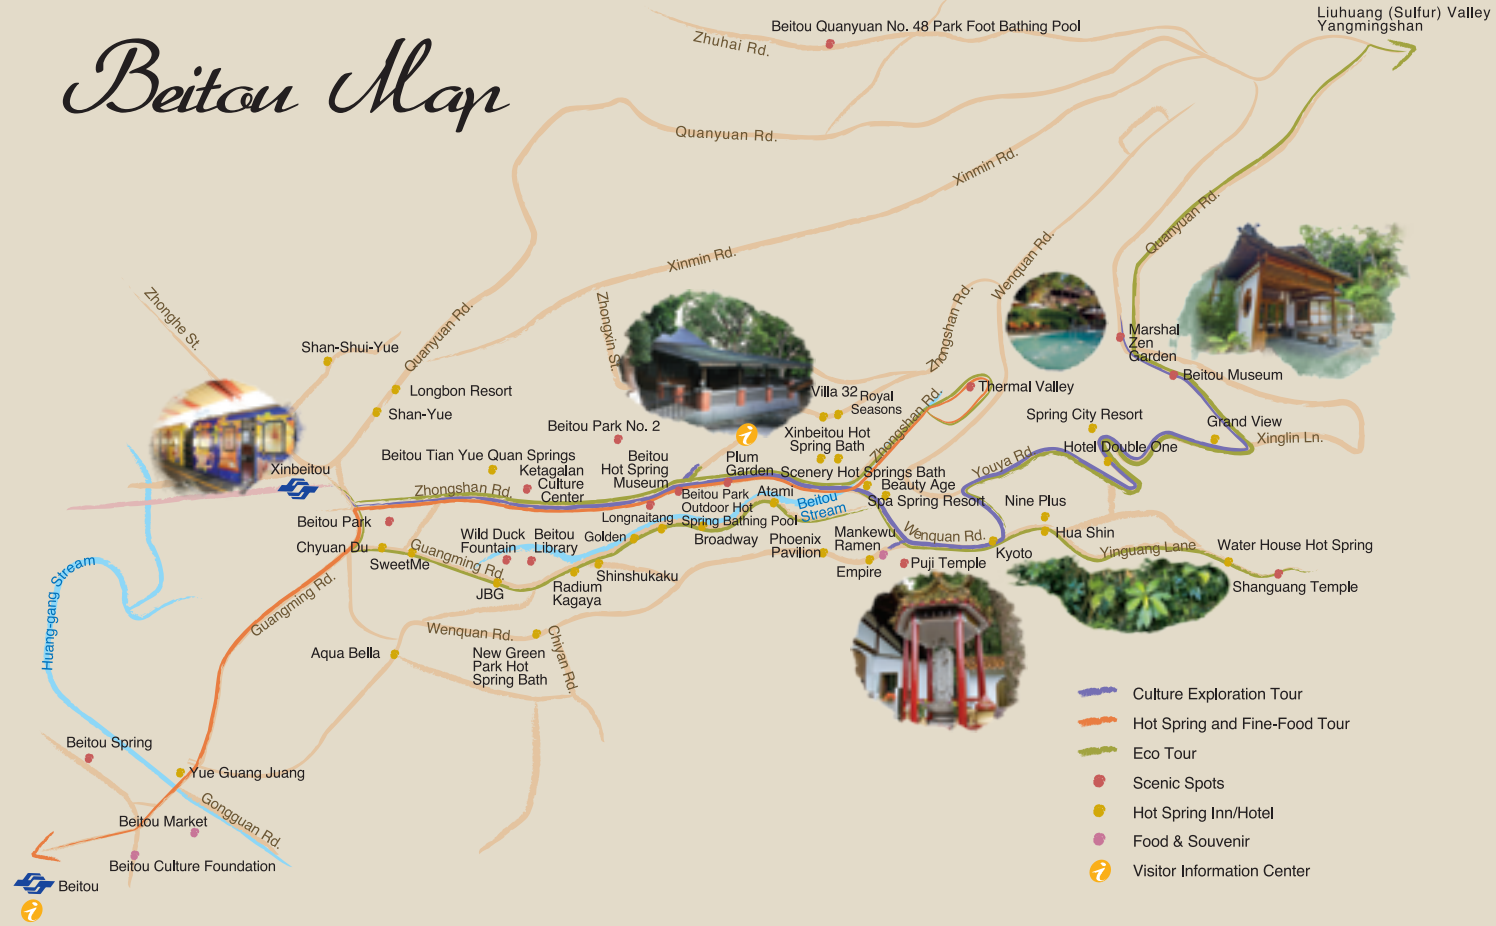 Beitou Map
Liuhuang (Sulfur) Valley
Yangmingshan
Beitou Quanyuan No. 48 Park Foot Bathing Pool
Zhuhai Rd.
Quanyuan Rd.
Xinmin Rd.
Quanyuan Rd.
Xinmin Rd.
Wenquan Rd.
Zhonghe St.
Zhongxin St.
Quanyuan Rd.
Zhongshan Rd.
Shan-Shui-Yue
Longbon Resort
Shan-Yue
Marshal
Zen
Garden
Beitou Museum
Thermal Valley
Villa 32
Royal
Seasons
Zhongshan Rd.
Spring City Resort
Grand View
Xinglin Ln.
Hotel Double One
Beitou Park No. 2
Xinbeitou Hot
Spring Bath
Beitou Tian Yue Quan Springs
Beitou
Hot Spring
Museum
Plum
Garden
Scenery Hot Springs Bath
Youya Rd.
Xinbeitou
Ketagalan
Culture
Center
Zhongshan Rd.
Beitou Park
Outdoor Hot
Spring Bathing Pool
Atami
Beitou
Stream
Beauty Age
Spa Spring Resort
Nine Plus
Beitou Park
Longnaitang
Golden
Broadway
Phoenix
Pavilion
Mankewu
Ramen
Wenquan Rd.
Kyoto
Hua Shin
Yinguang Lane
Water House Hot Spring
Shanguang Temple
Chyuan Du
SweetMe
Guangming Rd.
Wild Duck
Fountain
Beitou
Library
Shinshukaku
Empire
Puji Temple
JBG
Radium
Kagaya
Huang-gang Stream
Guangming Rd.
Wenquan Rd.
Chiyan Rd.
Aqua Bella
New Green
Park Hot
Spring Bath
Beitou Spring
Yue Guang Juang
Gongguan Rd.
Beitou Market
Beitou Culture Foundation
Beitou
i
i
Culture Exploration Tour
Hot Spring and Fine-Food Tour
Eco Tour
Scenic Spots
Hot Spring Inn/Hotel
Food & Souvenir
i
Visitor Information Center